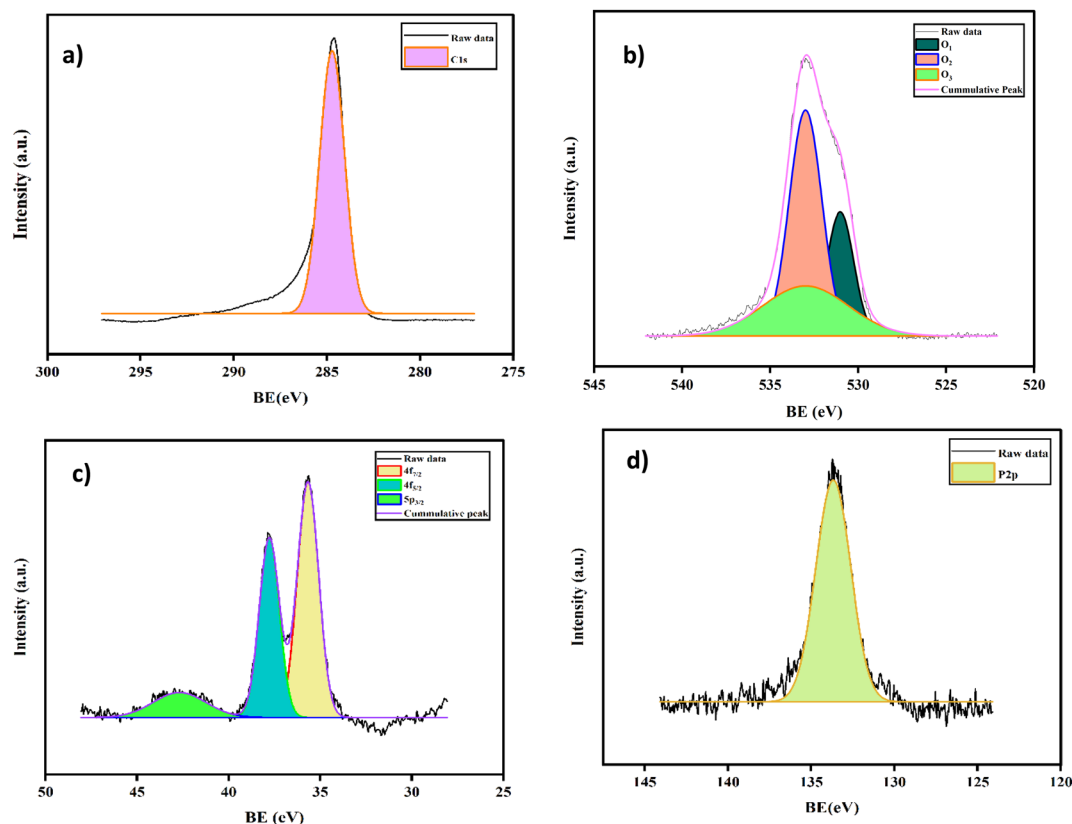 a)
Raw data
C1s
Intensity (a.u.)
300 295 290 285 280 275
BE(eV)
b)
Raw data
O1
O2
O3
Cummulative Peak
Intensity (a.u.)
545 540 535 530 525 520
BE (eV)
c)
Raw data
4f7/2
4f5/2
5p3/2
Cummulative peak
Intensity (a.u.)
50 45 40 35 30 25
BE (eV)
d)
Raw data
P2p
Intensity (a.u.)
145 140 135 130 125 120
BE(eV)